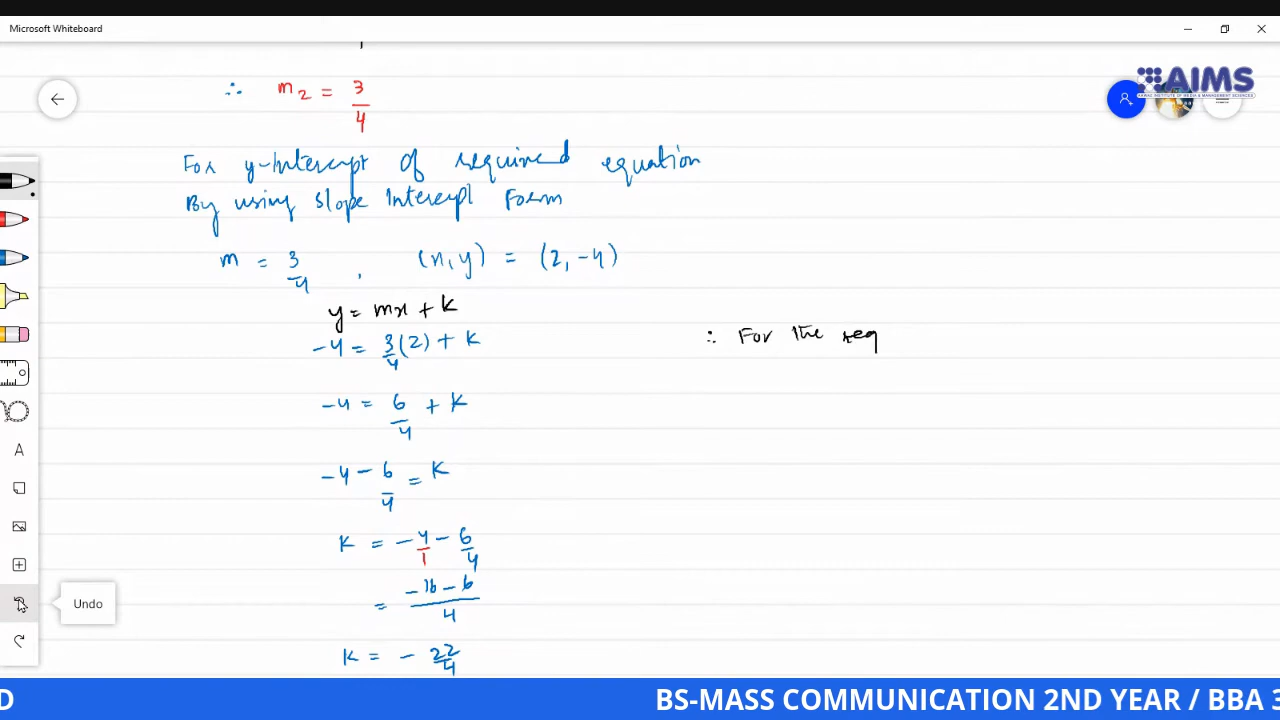 Microsoft Whiteboard
AIMS
∴ m2 = 3/4
For y-Intercept of required equation
By using Slope Intercept Form
m = 3/4 , (x,y) = (2,-4)
y = mx + k
-4 = 3/4 (2) + k
∴ For the req
-4 = 6/4 + k
-4 - 6/4 = k
k = -4/1 - 6/4
= -16 - 6 / 4
k = - 22/4
A
Undo
D BS-MASS COMMUNICATION 2ND YEAR / BBA 3